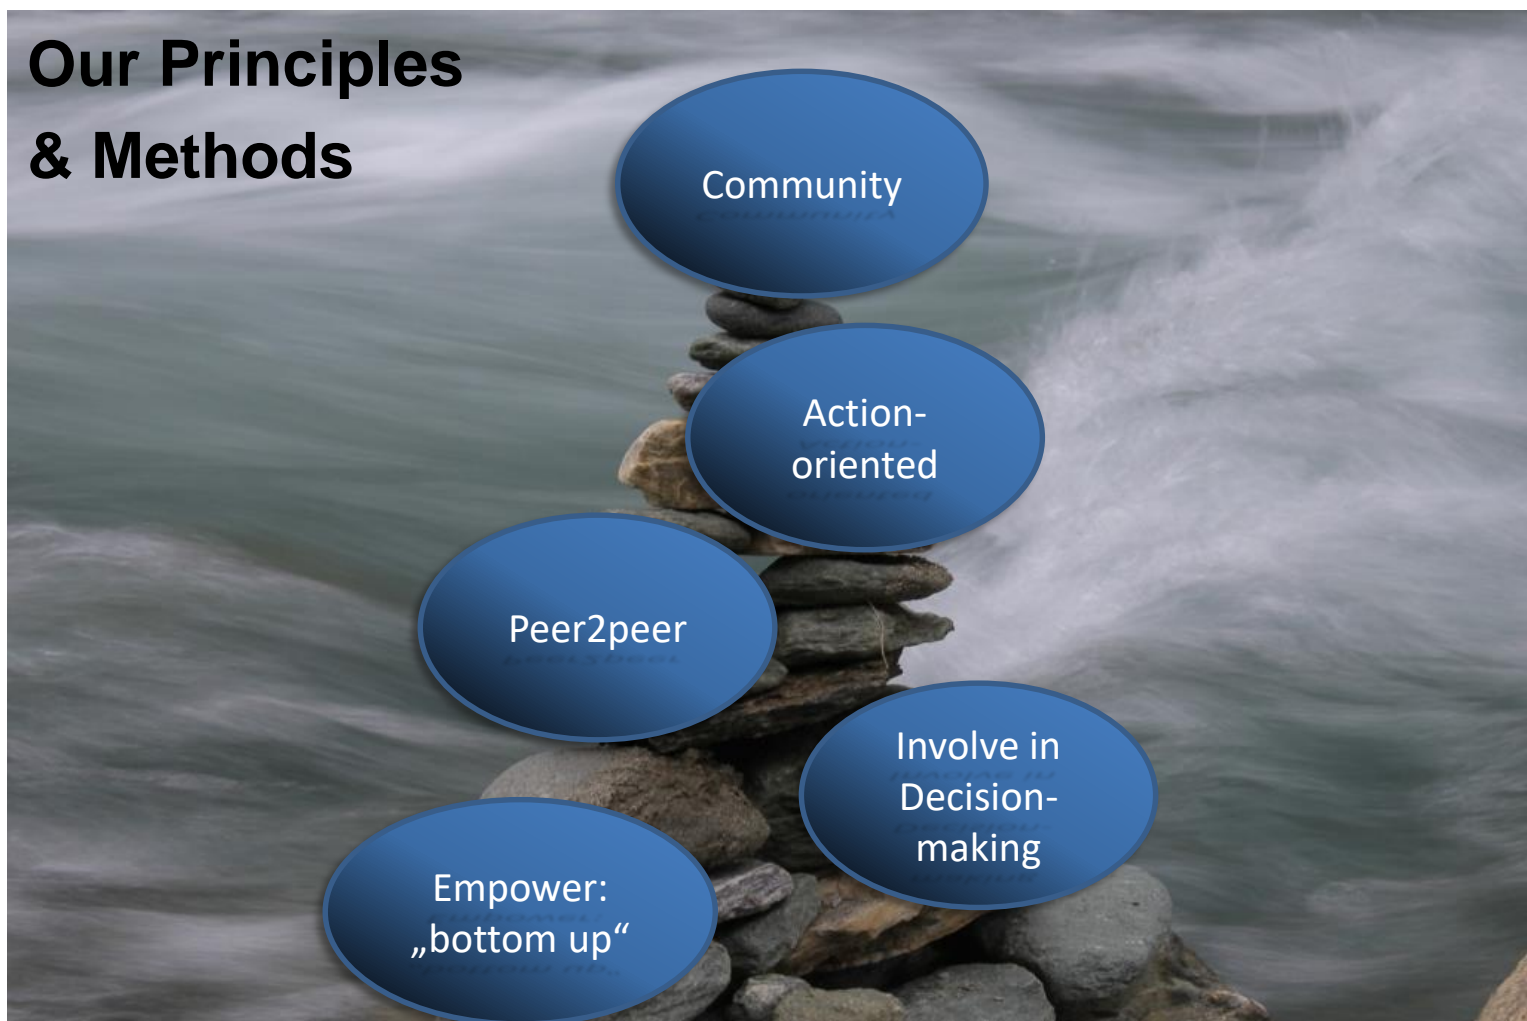 Our Principles
& Methods
Community
Action-
oriented
Peer2peer
Involve in
Decision-
making
Empower:
„bottom up“